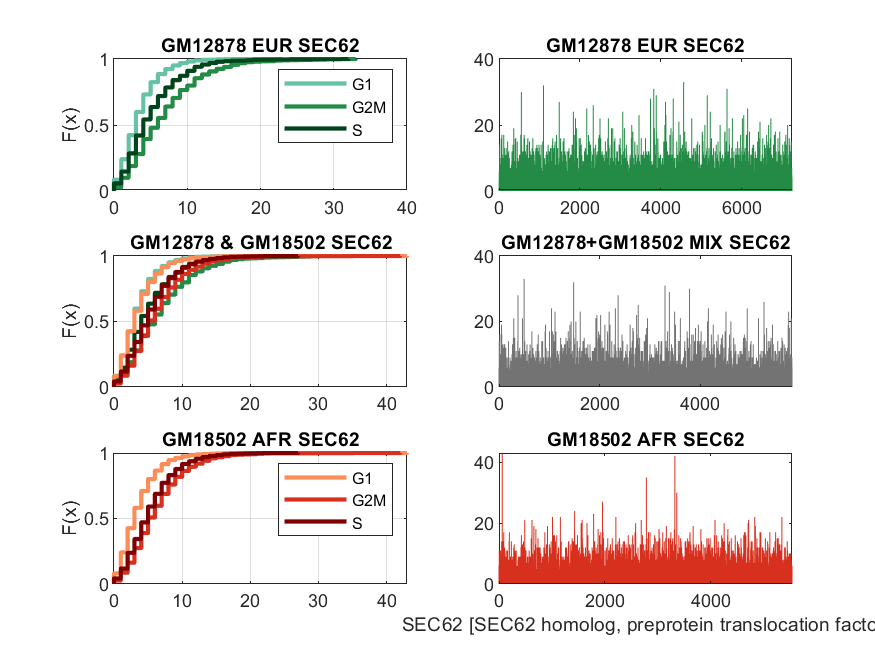 GM12878 EUR SEC62
F(x)
1
0.5
0
0 10 20 30 40
G1
G2M
S
GM12878 EUR SEC62
40
20
0
0 2000 4000 6000
GM12878 & GM18502 SEC62
F(x)
1
0.5
0
0 10 20 30 40
GM12878+GM18502 MIX SEC62
40
20
0
0 2000 4000
GM18502 AFR SEC62
F(x)
1
0.5
0
0 10 20 30 40
G1
G2M
S
GM18502 AFR SEC62
40
20
0
0 2000 4000
SEC62 [SEC62 homolog, preprotein translocation facto